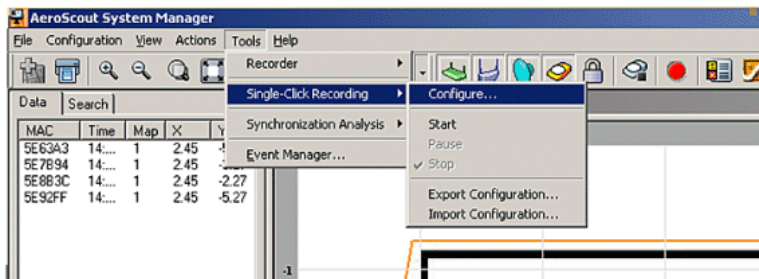 AeroScout System Manager
File Configuration View Actions Tools Help
Recorder
Single-Click Recording
Synchronization Analysis
Event Manager...
Configure...
Start
Pause
Stop
Export Configuration...
Import Configuration...
Data Search
MAC Time Map X Y
5E63A3 14:... 1 2.45
5E7B94 14:... 1 2.45
5E8B3C 14:... 1 2.45 -2.27
5E92FF 14:... 1 2.45 -5.27
-1